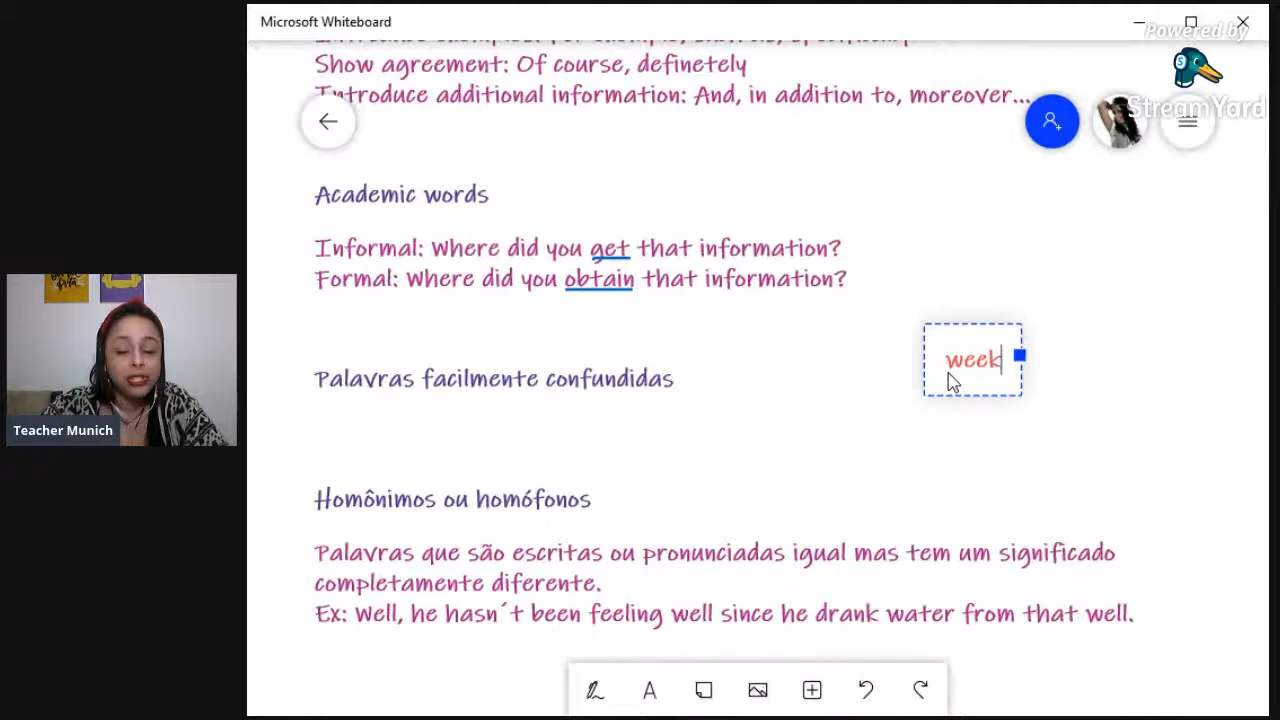 Microsoft Whiteboard
Powered by
StreamYard
Show agreement: Of course, definetely
Introduce additional information: And, in addition to, moreover...
Academic words
Informal: Where did you get that information?
Formal: Where did you obtain that information?
week
Palavras facilmente confundidas
Teacher Munich
Homônimos ou homófonos
Palavras que são escritas ou pronunciadas igual mas tem um significado
completamente diferente.
Ex: Well, he hasn´t been feeling well since he drank water from that well.